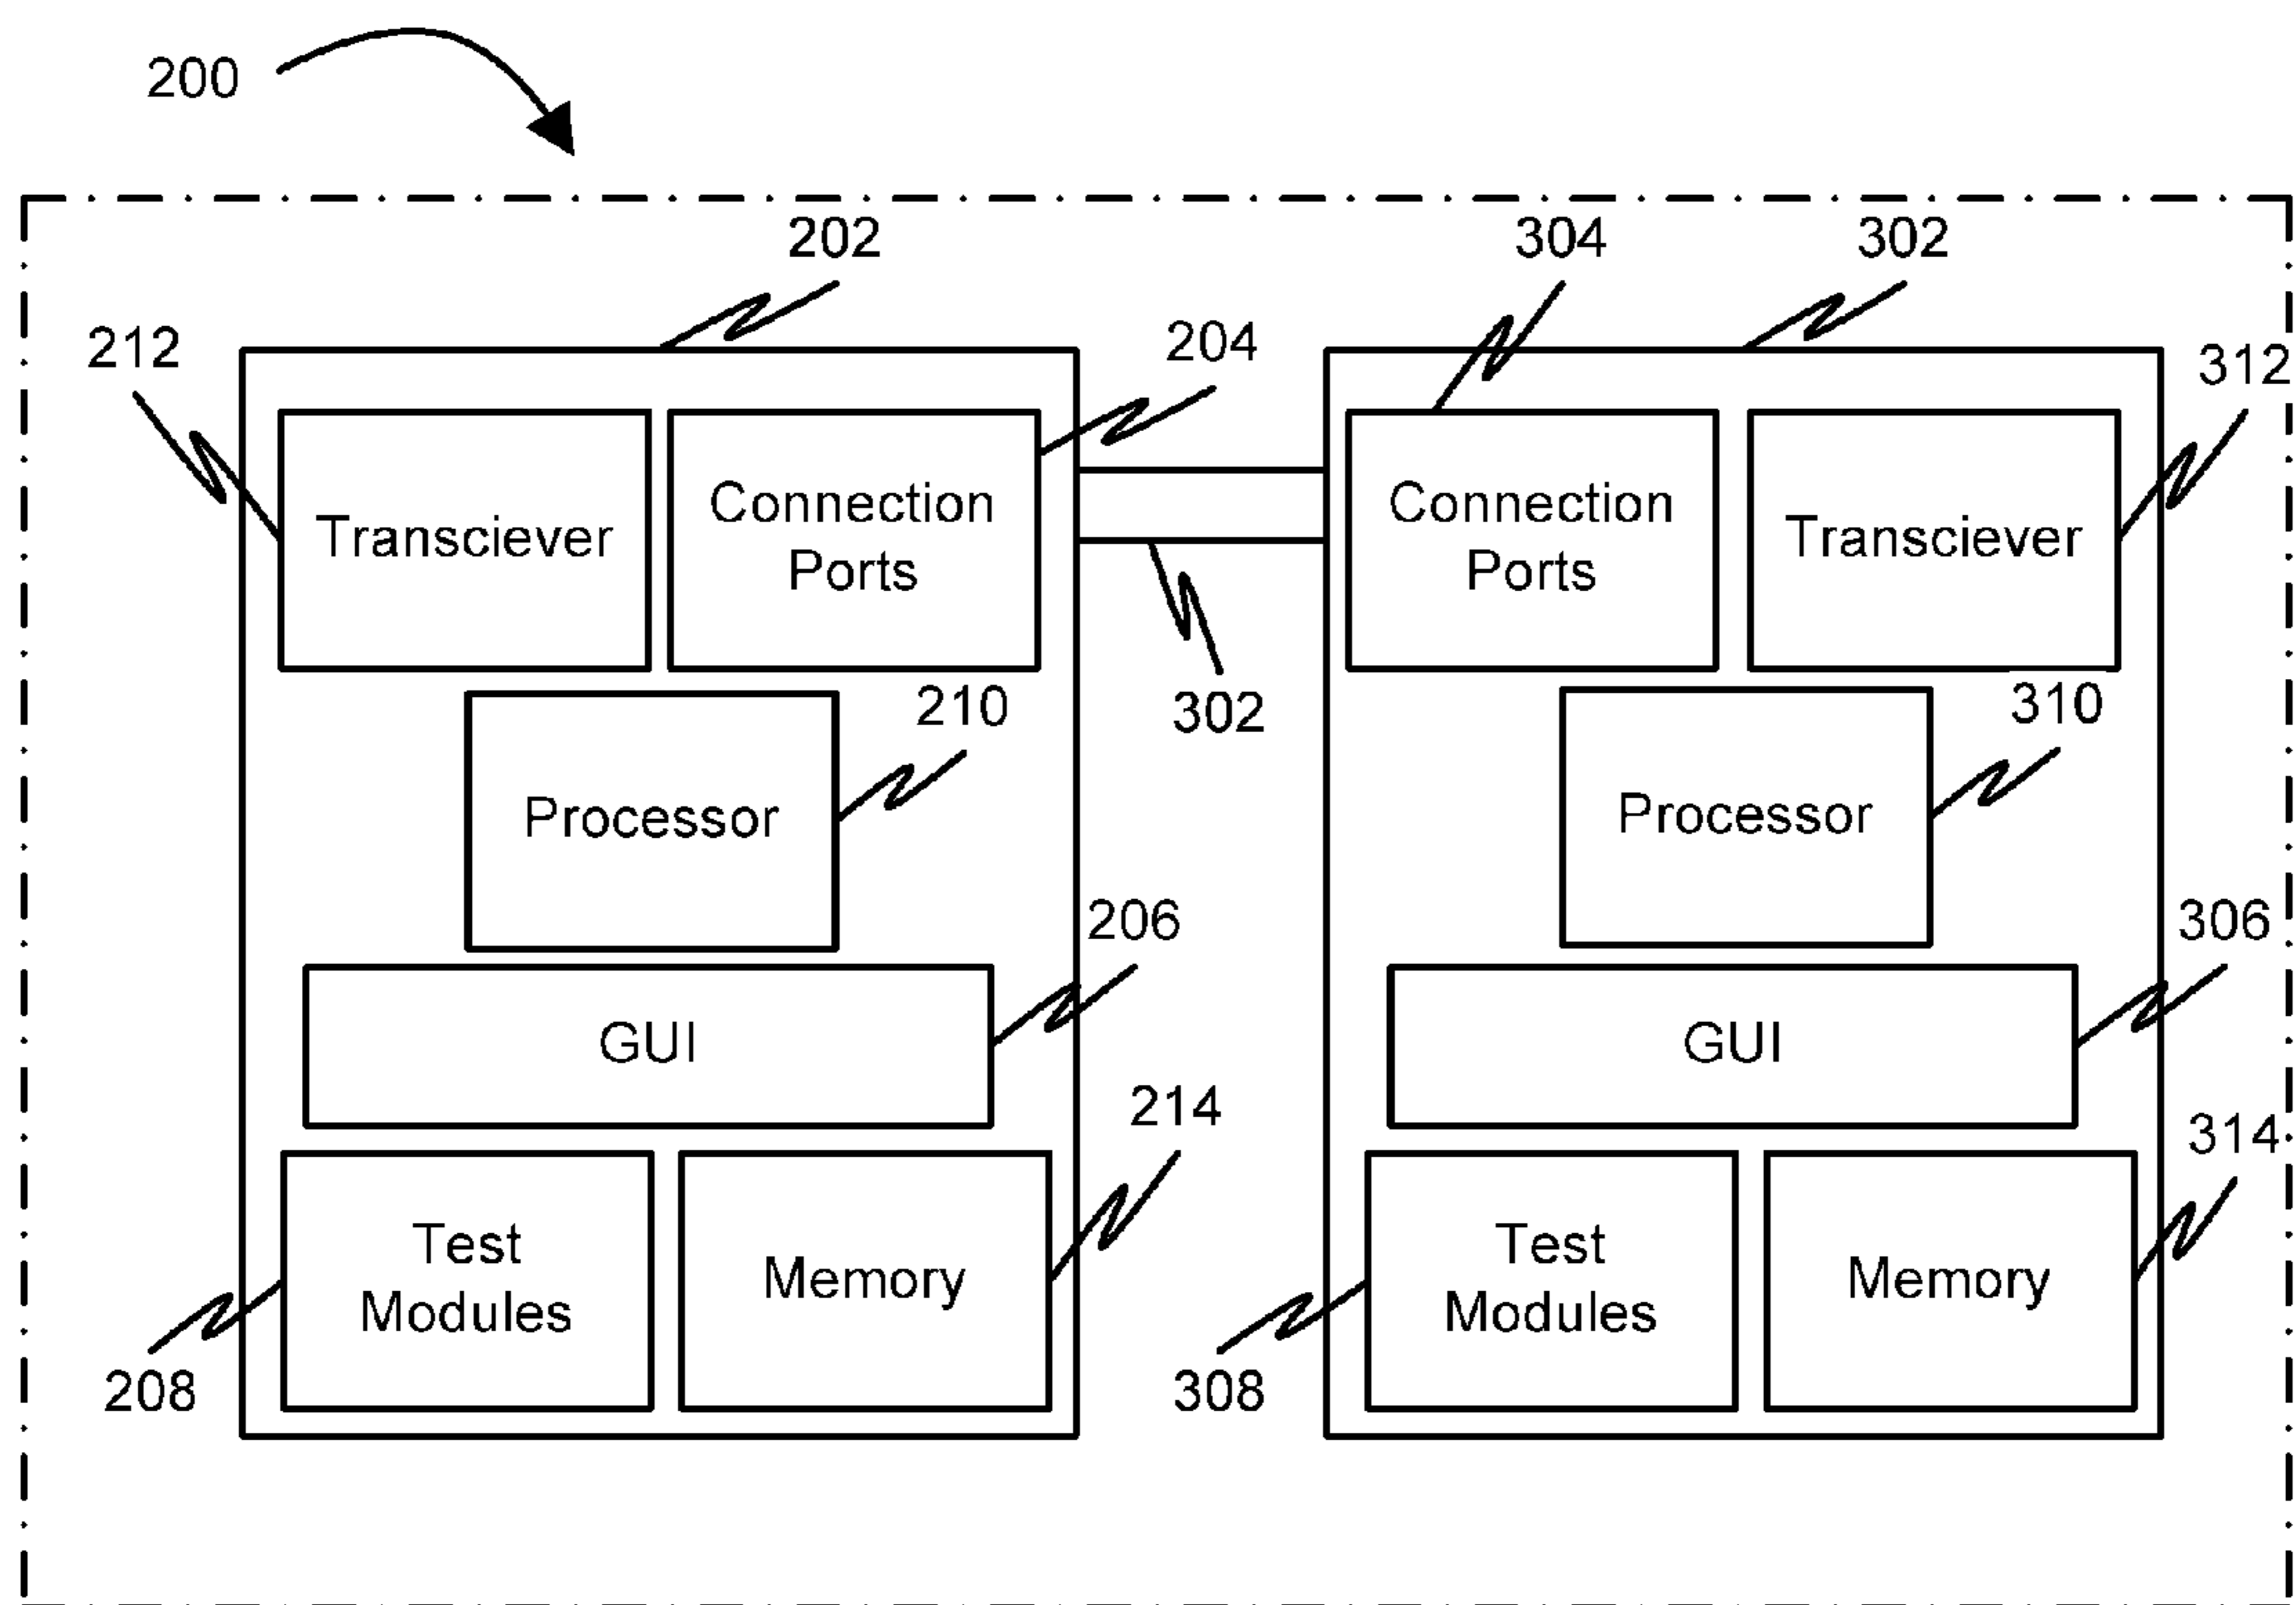 200
202
304
302
204
212
312
Connection
Ports
Transciever
Connection
Ports
Transciever
302
210
310
Processor
Processor
206
306
GUI
GUI
214
314
Test
Modules
Memory
Test
Modules
Memory
208
308